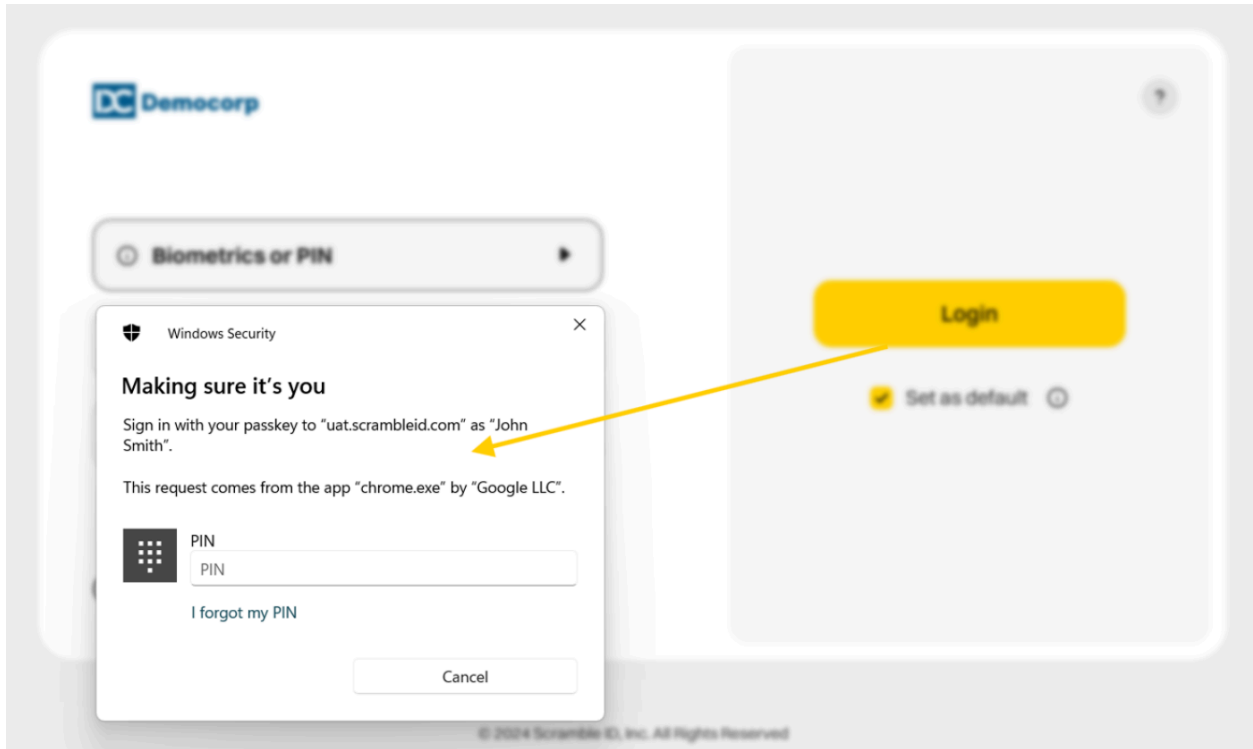 DC Democorp
?
Biometrics or PIN
Login
Set as default
Windows Security
Making sure it’s you
Sign in with your passkey to “uat.scrambleid.com” as “John
Smith”.
This request comes from the app “chrome.exe” by “Google LLC”.
PIN
PIN
I forgot my PIN
Cancel
© 2024 Scramble ID, Inc. All Rights Reserved